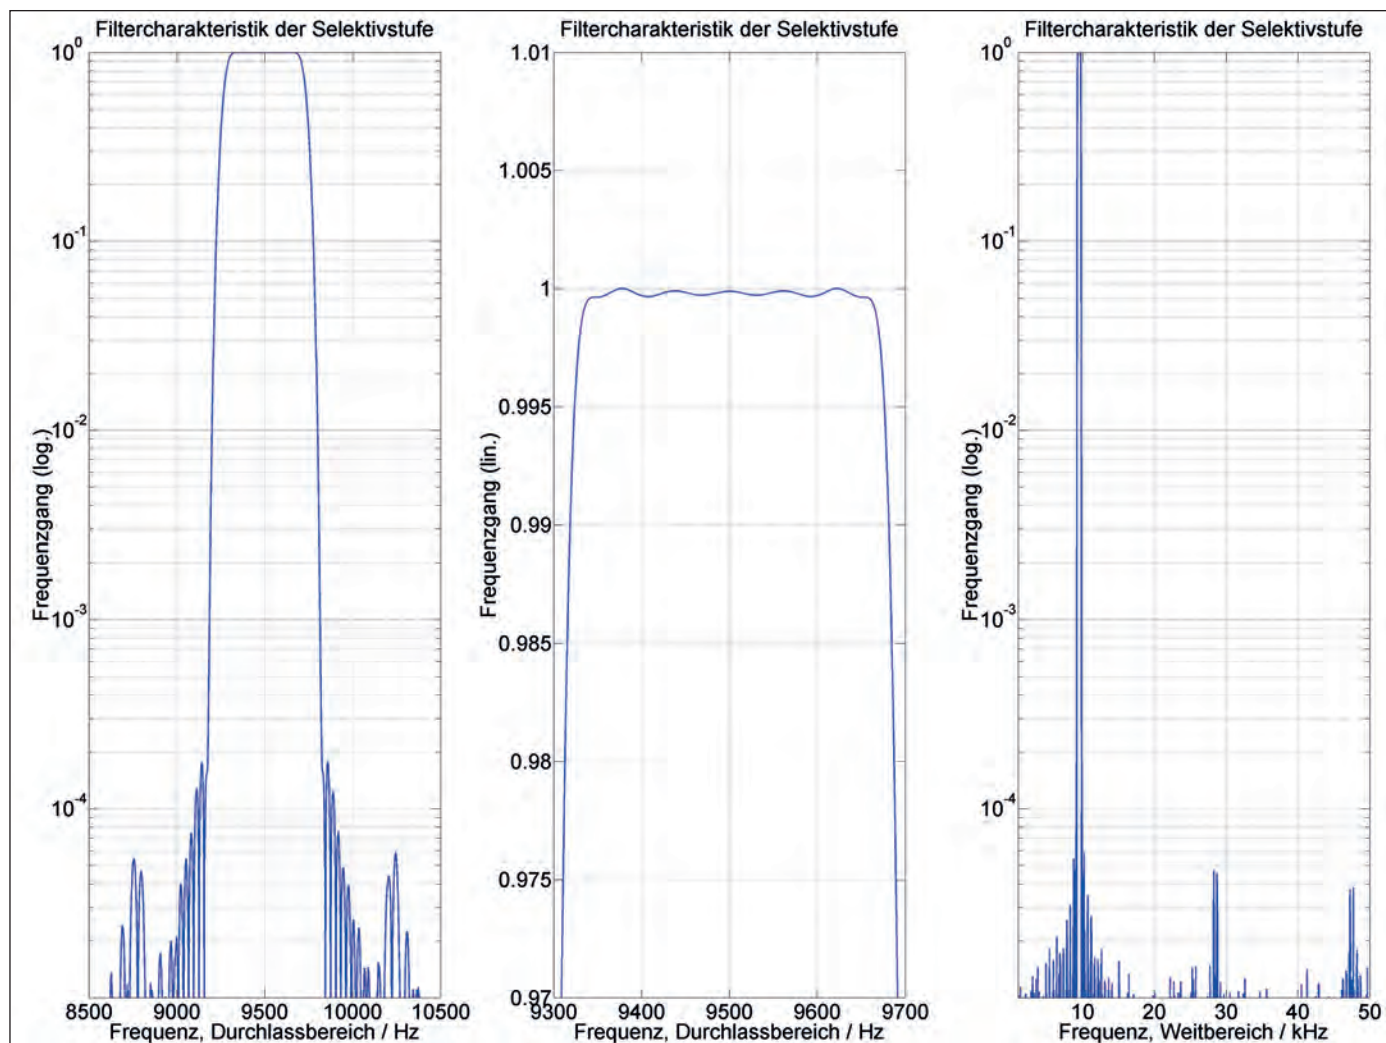 Filtercharakteristik der Selektivstufe
10^0
10^-1
10^-2
10^-3
10^-4
Frequenzgang (log.)
8500 9000 9500 10000 10500
Frequenz, Durchlassbereich / Hz
Filtercharakteristik der Selektivstufe
1.01
1.005
1
0.995
0.99
0.985
0.98
0.975
0.97
Frequenzgang (lin.)
9300 9400 9500 9600 9700
Frequenz, Durchlassbereich / Hz
Filtercharakteristik der Selektivstufe
10^0
10^-1
10^-2
10^-3
10^-4
Frequenzgang (log.)
10 20 30 40 50
Frequenz, Weitbereich / kHz